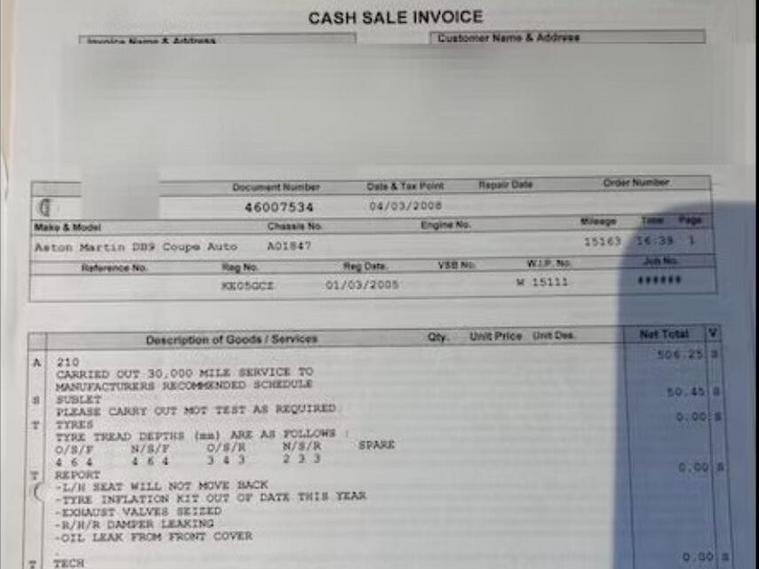 CASH SALE INVOICE
Invoice Name & Address Customer Name & Address
Document Number Date & Tax Point Repair Date Order Number
46007534 04/03/2008
Make & Model Chassis No. Engine No. Mileage Time Page
Aston Martin DB9 Coupe Auto A01847 15163 16:39 1
Reference No. Reg No. Reg Date. VSB No. W.I.P. No. Job No.
KE05GCZ 01/03/2005 W 15111 ******
Description of Goods / Services Qty. Unit Price Unit Des. Net Total V
A 210 506.25 S
CARRIED OUT 30,000 MILE SERVICE TO
MANUFACTURERS RECOMMENDED SCHEDULE
S SUBLET 50.45 S
PLEASE CARRY OUT MOT TEST AS REQUIRED
T TYRES 0.00 S
TYRE TREAD DEPTHS (mm) ARE AS FOLLOWS :
O/S/F N/S/F O/S/R N/S/R SPARE
4 6 4 4 6 4 3 4 3 2 3 3
T REPORT 0.00 S
-L/H SEAT WILL NOT MOVE BACK
-TYRE INFLATION KIT OUT OF DATE THIS YEAR
-EXHAUST VALVES SEIZED
-R/H/R DAMPER LEAKING
-OIL LEAK FROM FRONT COVER
.
T TECH 0.00 S